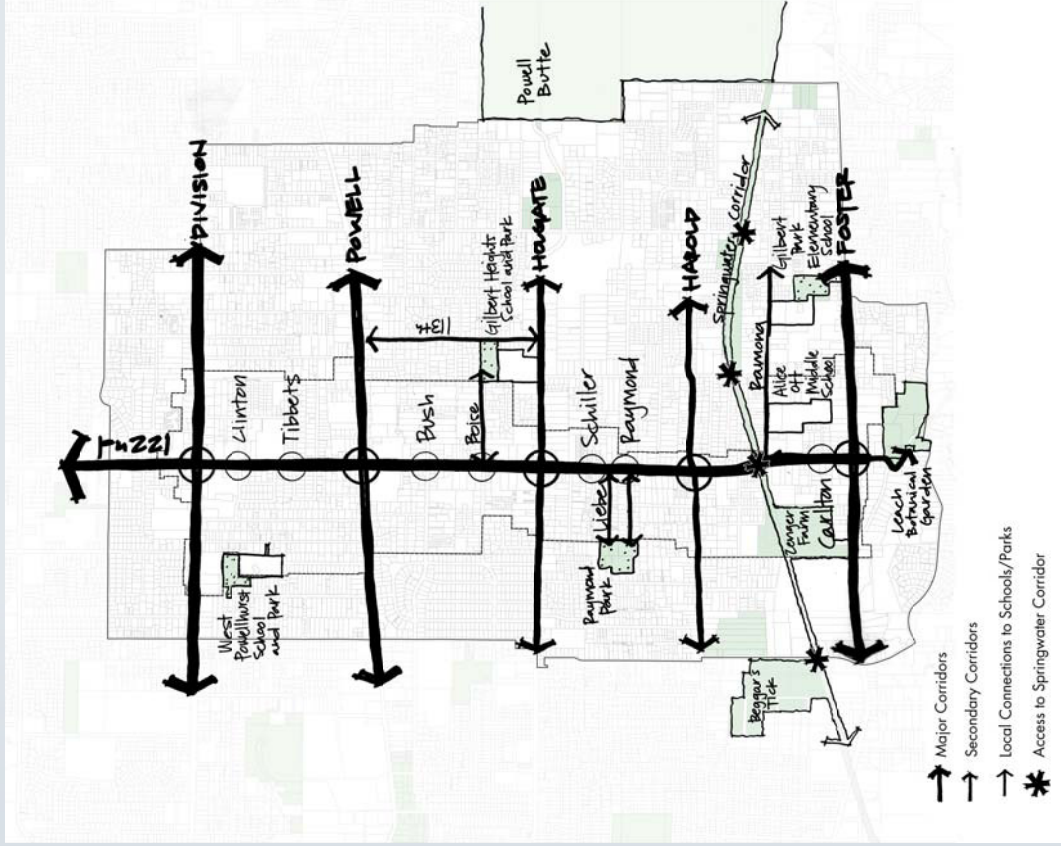 Powell
Butte
DIVISION
122nd
Clinton
Tibbets
West
Powellhurst
School
and Park
POWELL
Bush
Boise
Gilbert Heights
School and Park
HOLGATE
Schiller
Raymond
Liebe
Raymond
Park
HAROLD
Springwater Corridor
Raymond
Gilbert
Park
Elementary
School
Alice
Ott
Middle
School
Zenger
Farm
Carlton
FOSTER
Beggar's
Tick
Leach
Botanical
Garden
Major Corridors
Secondary Corridors
Local Connections to Schools/Parks
Access to Springwater Corridor